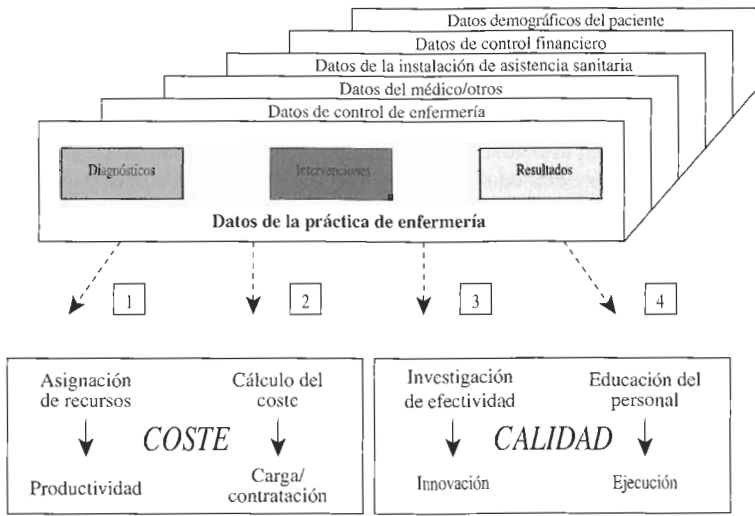 Datos demográficos del paciente
Datos de control financiero
Datos de la instalación de asistencia sanitaria
Datos del médico/otros
Datos de control de enfermería
Diagnósticos
Intervenciones
Resultados
Datos de la práctica de enfermería
1
2
3
4
Asignación
de recursos
Cálculo del
coste
COSTE
Productividad
Carga/
contratación
Investigación
de efectividad
Educación del
personal
CALIDAD
Innovación
Ejecución